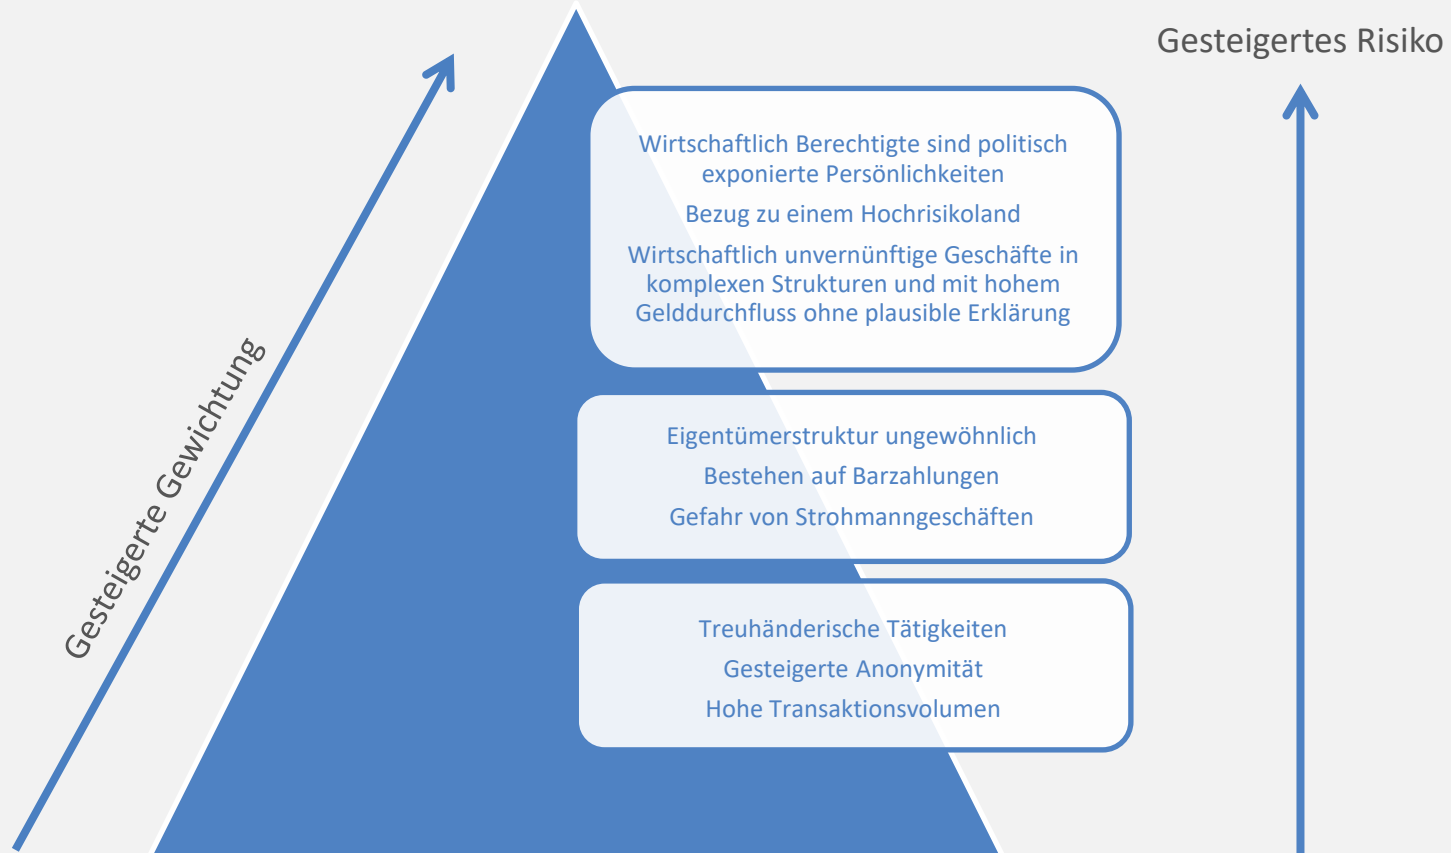 Gesteigertes Risiko
Wirtschaftlich Berechtigte sind politisch
exponierte Persönlichkeiten
Bezug zu einem Hochrisikoland
Wirtschaftlich unvernünftige Geschäfte in
komplexen Strukturen und mit hohem
Gelddurchfluss ohne plausible Erklärung
Gesteigerte Gewichtung
Eigentümerstruktur ungewöhnlich
Bestehen auf Barzahlungen
Gefahr von Strohmanngeschäften
Treuhänderische Tätigkeiten
Gesteigerte Anonymität
Hohe Transaktionsvolumen